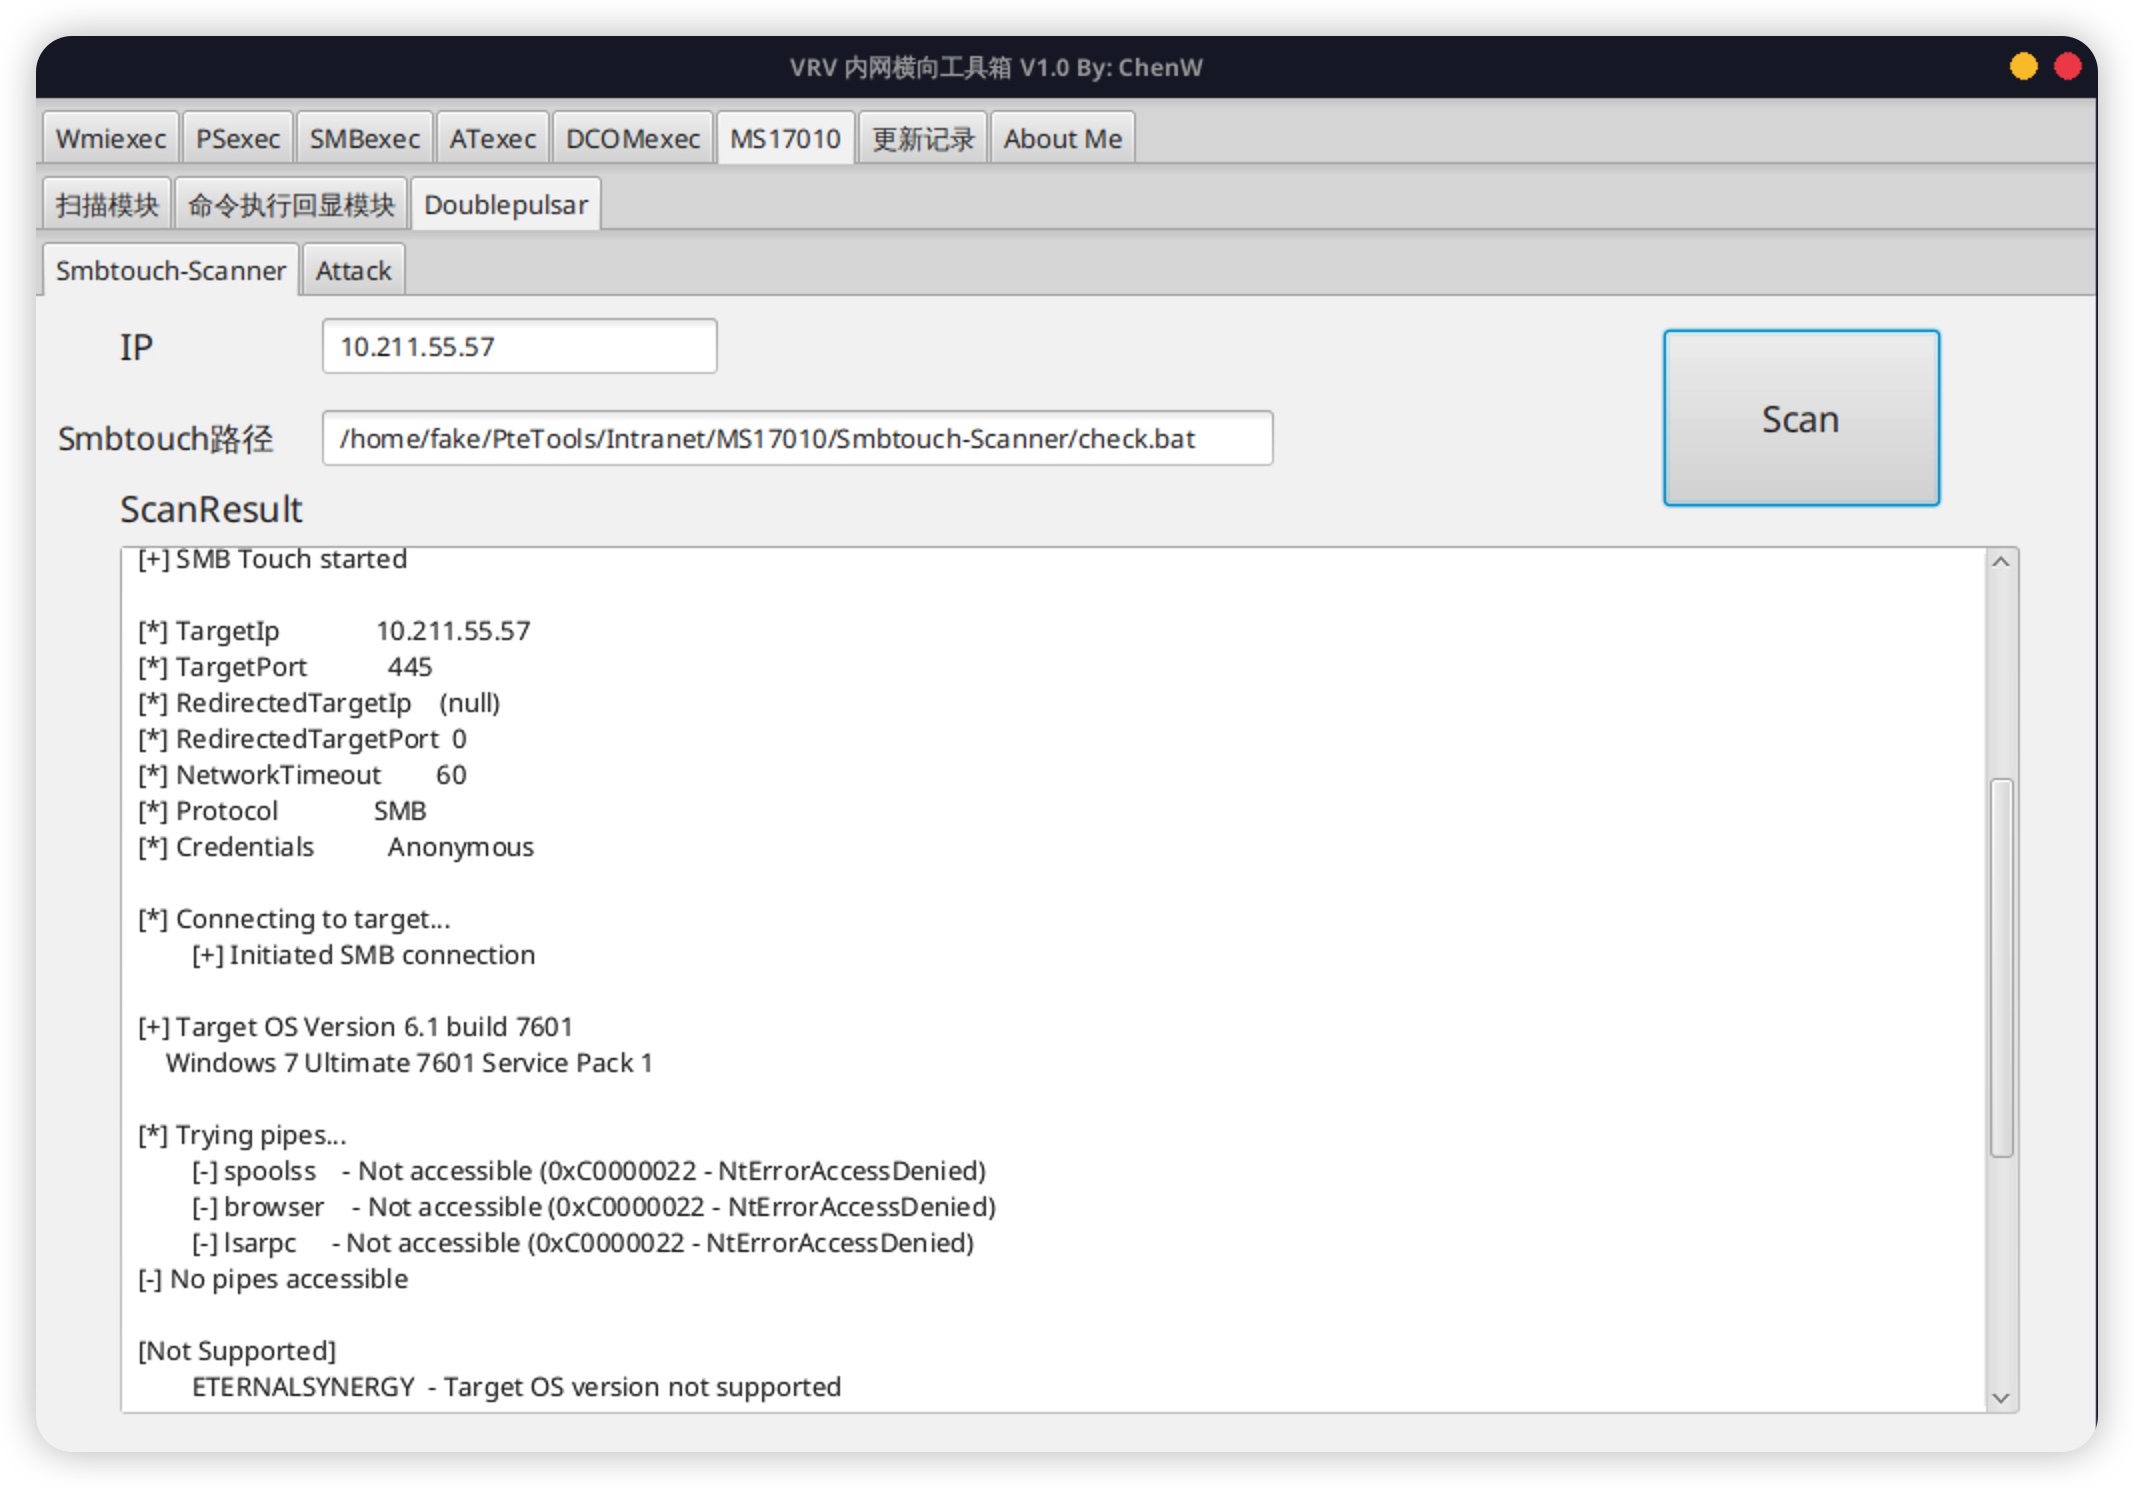 VRV 内网横向工具箱 V1.0 By: ChenW
Wmiexec PSexec SMBexec ATexec DCOMexec MS17010 更新记录 About Me
扫描模块 命令执行回显模块 Doublepulsar
Smbtouch-Scanner Attack
IP 10.211.55.57
Scan
Smbtouch路径 /home/fake/PteTools/Intranet/MS17010/Smbtouch-Scanner/check.bat
ScanResult
[+] SMB Touch started
[*] TargetIp 10.211.55.57
[*] TargetPort 445
[*] RedirectedTargetIp (null)
[*] RedirectedTargetPort 0
[*] NetworkTimeout 60
[*] Protocol SMB
[*] Credentials Anonymous
[*] Connecting to target...
[+] Initiated SMB connection
[+] Target OS Version 6.1 build 7601
Windows 7 Ultimate 7601 Service Pack 1
[*] Trying pipes...
[-] spoolss - Not accessible (0xC0000022 - NtErrorAccessDenied)
[-] browser - Not accessible (0xC0000022 - NtErrorAccessDenied)
[-] lsarpc - Not accessible (0xC0000022 - NtErrorAccessDenied)
[-] No pipes accessible
[Not Supported]
ETERNALSYNERGY - Target OS version not supported